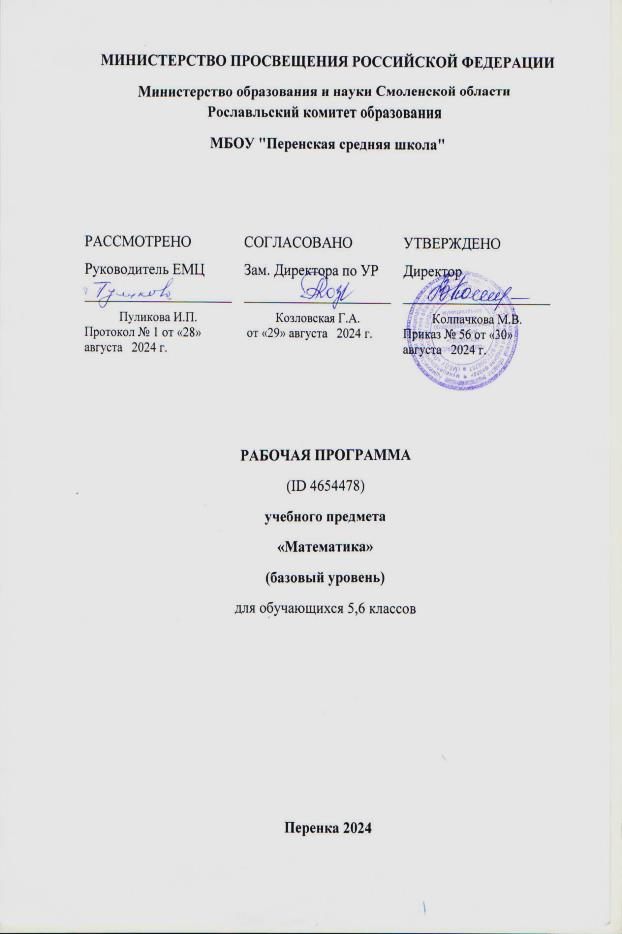 МИНИСТЕРСТВО ПРОСВЕЩЕНИЯ РОССИЙСКОЙ ФЕДЕРАЦИИ
Министерство образования и науки Смоленской области
Рославльский комитет образования
МБОУ "Перенская средняя школа"
РАССМОТРЕНО
Руководитель ЕМЦ
Пуликова И.П.
Протокол № 1 от «28»
августа 2024 г.
СОГЛАСОВАНО
Зам. Директора по УР
Козловская Г.А.
от «29» августа 2024 г.
УТВЕРЖДЕНО
Директор
Колпачкова М.В.
Приказ № 56 от «30»
августа 2024 г.
РАБОЧАЯ ПРОГРАММА
(ID 4654478)
учебного предмета
«Математика»
(базовый уровень)
для обучающихся 5,6 классов
Перенка 2024